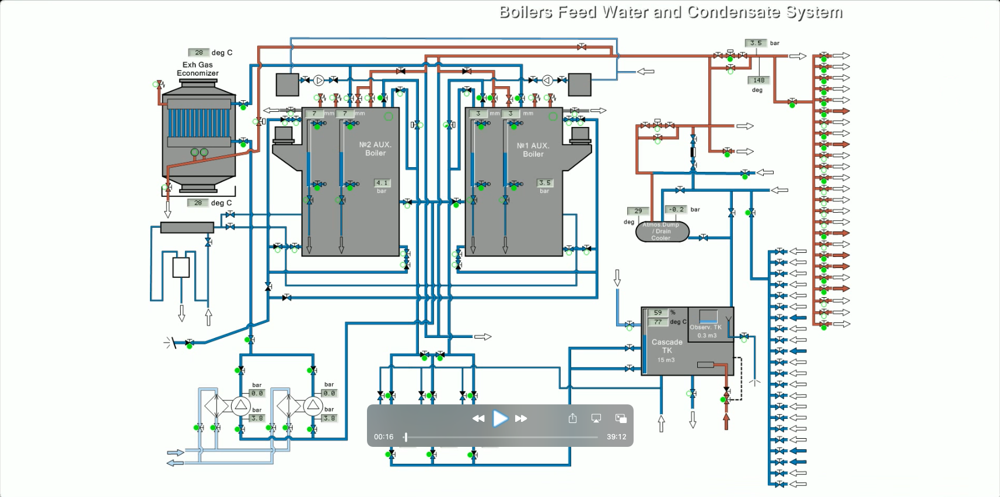 Boilers Feed Water and Condensate System
28 deg C
Exh Gas
Economizer
28 deg C
7 mm 7 mm
№2 AUX.
Boiler
4.1
bar
3 mm 3 mm
№1 AUX.
Boiler
3.5
bar
3.5 bar
148
deg
29
deg
-0.2 bar
Atmos.Dump
/ Drain
Cooler
59 %
77 deg C
Observ. TK
0.3 m3
Cascade
TK
15 m3
bar
0.0
bar
3.8
bar
0.0
bar
3.8
00:16
39:12